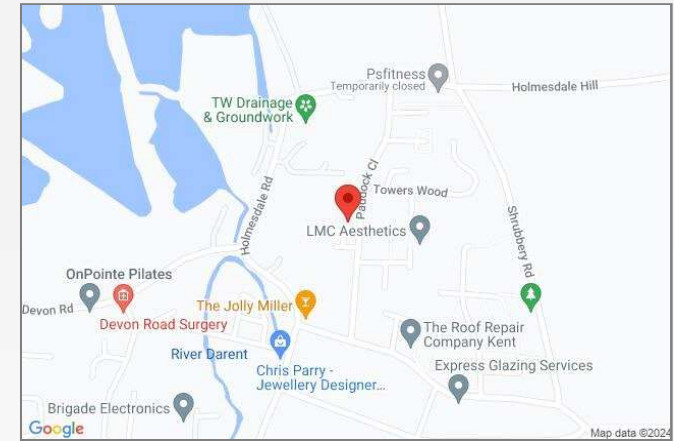 Psfitness
Temporarily closed
Holmesdale Hill
TW Drainage
& Groundwork
Paddock Cl
Towers Wood
Holmesdale Rd
Shrubbery Rd
LMC Aesthetics
OnPointe Pilates
Devon Rd
The Jolly Miller
Devon Road Surgery
The Roof Repair
Company Kent
River Darent
Chris Parry -
Jewellery Designer...
Express Glazing Services
Brigade Electronics
Google
Map data ©2024